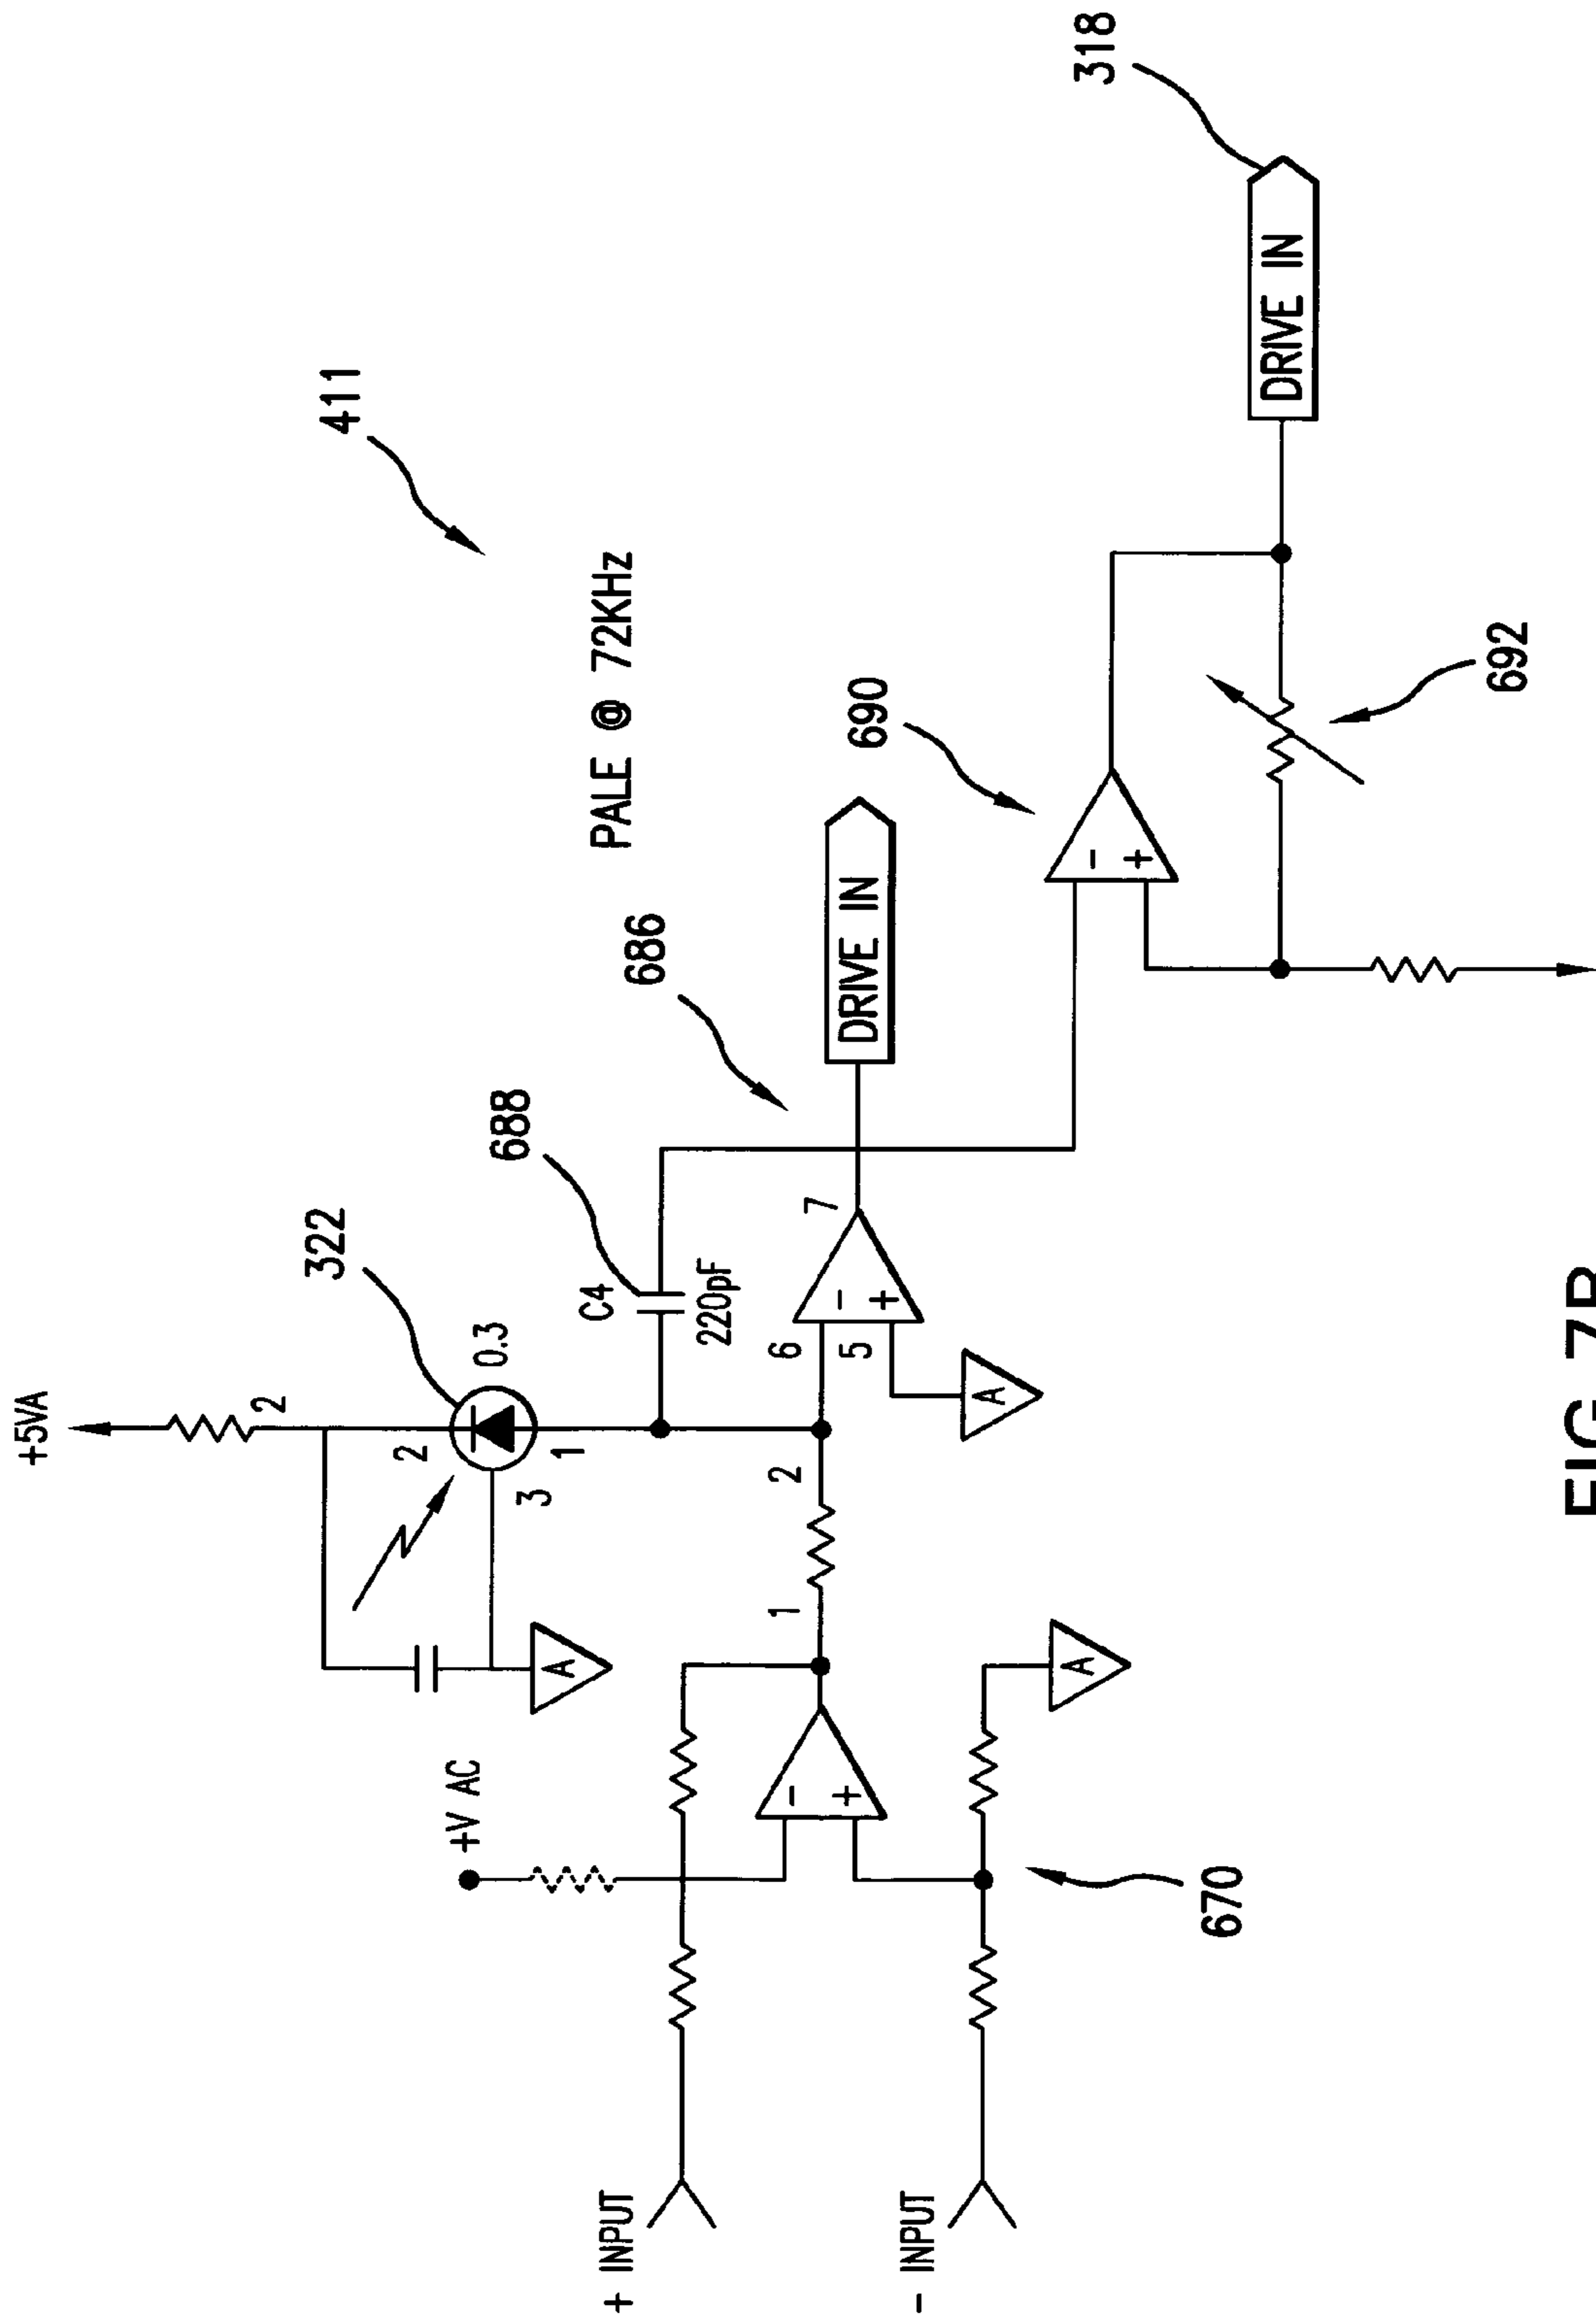 411
+5VA
2
322
2
0.3
3
1
688
C4
220pF
PALE @ 72KHz
686
690
318
+V AC
A
+ INPUT
-
+
1
2
6
5
-
+
7
DRIVE IN
A
-
+
DRIVE IN
- INPUT
A
670
692
FIG. 7B